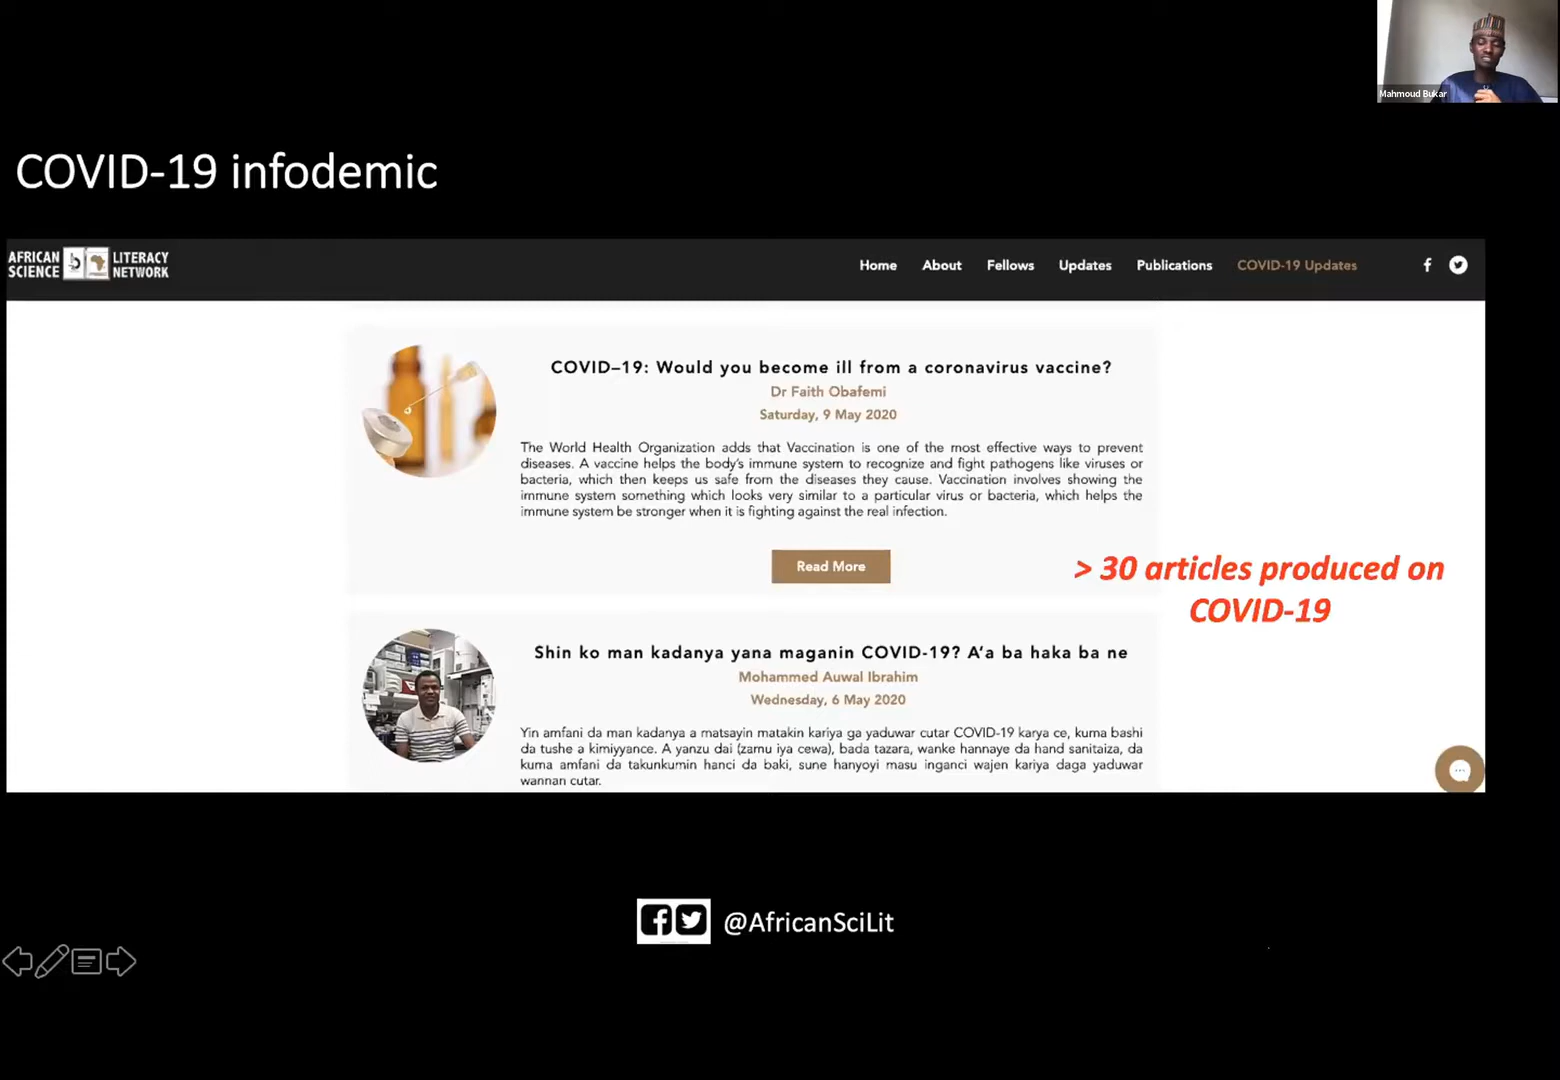 Mahmoud Bukar
COVID-19 infodemic
AFRICAN SCIENCE LITERACY NETWORK
Home About Fellows Updates Publications COVID-19 Updates
COVID–19: Would you become ill from a coronavirus vaccine?
Dr Faith Obafemi
Saturday, 9 May 2020
The World Health Organization adds that Vaccination is one of the most effective ways to prevent
diseases. A vaccine helps the body's immune system to recognize and fight pathogens like viruses or
bacteria, which then keeps us safe from the diseases they cause. Vaccination involves showing the
immune system something which looks very similar to a particular virus or bacteria, which helps the
immune system be stronger when it is fighting against the real infection.
Read More
> 30 articles produced on
COVID-19
Shin ko man kadanya yana maganin COVID-19? A'a ba haka ba ne
Mohammed Auwal Ibrahim
Wednesday, 6 May 2020
Yin amfani da man kadanya a matsayin matakin kariya ga yaduwar cutar COVID-19 karya ce, kuma bashi
da tushe a kimiyyance. A yanzu dai (zamu iya cewa), bada tazara, wanke hannaye da hand sanitaiza, da
kuma amfani da takunkumin hanci da baki, sune hanyoyi masu inganci wajen kariya daga yaduwar
wannan cutar.
@AfricanSciLit